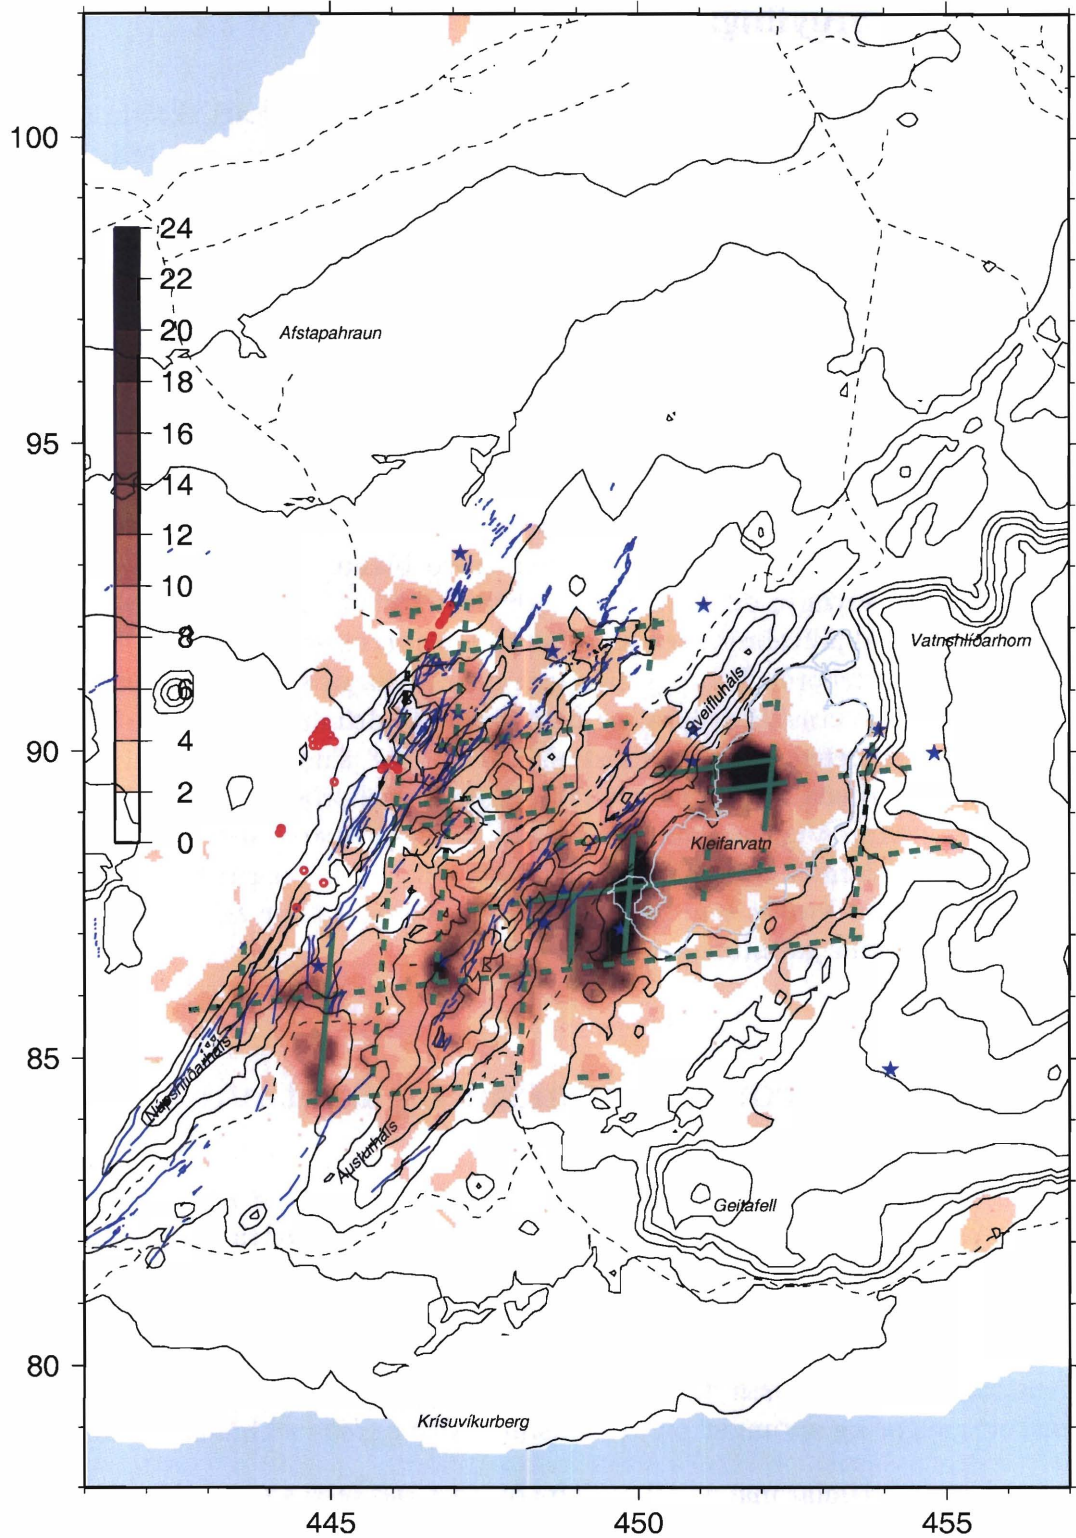 100
95
90
85
80
24
22
20
18
16
14
12
10
8
6
4
2
0
Afstapahraun
Vatnshlíðarhorn
Sveifluháls
Kleifarvatn
Núpshlíðarháls
Austurháls
Geitafell
Krísuvíkurberg
445
450
455